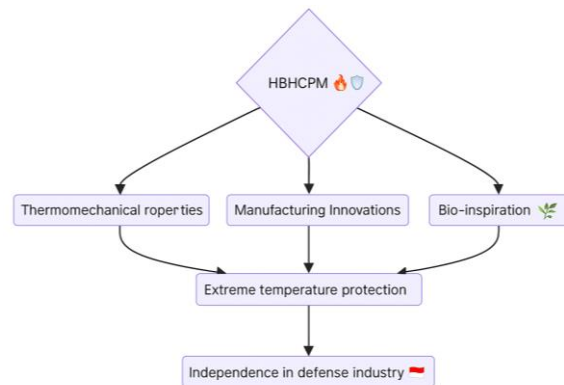 HBHCPM 🔥🛡️
Thermomechanical roperties
Manufacturing Innovations
Bio-inspiration 🌿
Extreme temperature protection
Independence in defense industry 🇮🇩